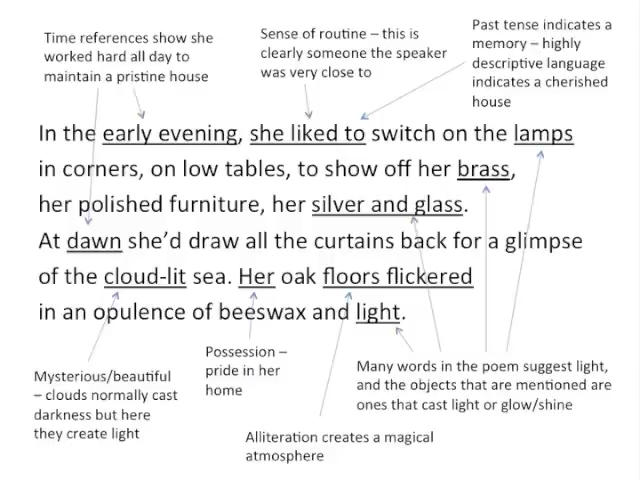 Time references show she
worked hard all day to
maintain a pristine house
Sense of routine – this is
clearly someone the speaker
was very close to
Past tense indicates a
memory – highly
descriptive language
indicates a cherished
house
In the early evening, she liked to switch on the lamps
in corners, on low tables, to show off her brass,
her polished furniture, her silver and glass.
At dawn she’d draw all the curtains back for a glimpse
of the cloud-lit sea. Her oak floors flickered
in an opulence of beeswax and light.
Mysterious/beautiful
– clouds normally cast
darkness but here
they create light
Possession –
pride in her
home
Alliteration creates a magical
atmosphere
Many words in the poem suggest light,
and the objects that are mentioned are
ones that cast light or glow/shine